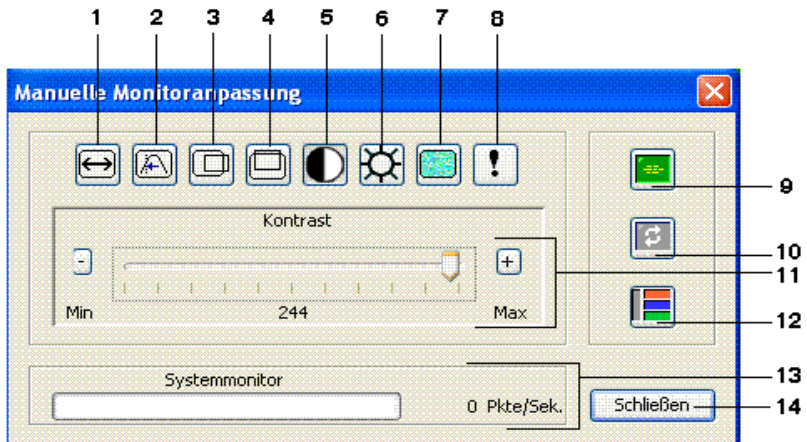 1 2 3 4 5 6 7 8
Manuelle Monitoranpassung
9
Kontrast
10
- +
11
Min 244 Max
12
Systemmonitor
13
0 Pkte/Sek.
Schließen
14